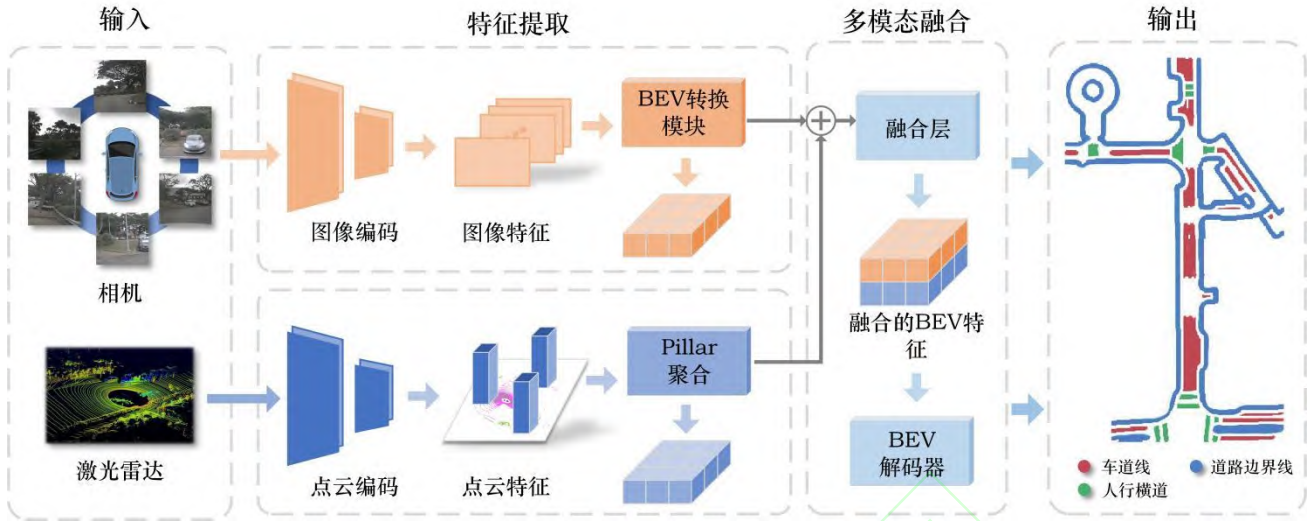 输入
特征提取
多模态融合
输出
BEV转换
模块
融合层
图像编码
图像特征
相机
融合的BEV特
征
Pillar
聚合
BEV
解码器
激光雷达
点云编码
点云特征
车道线
道路边界线
人行横道